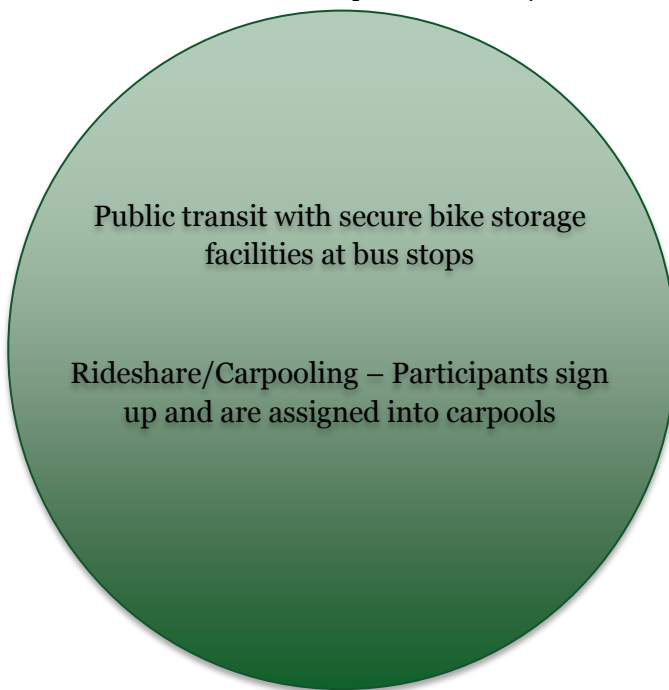 Public transit with secure bike storage
facilities at bus stops
Rideshare/Carpooling – Participants sign
up and are assigned into carpools